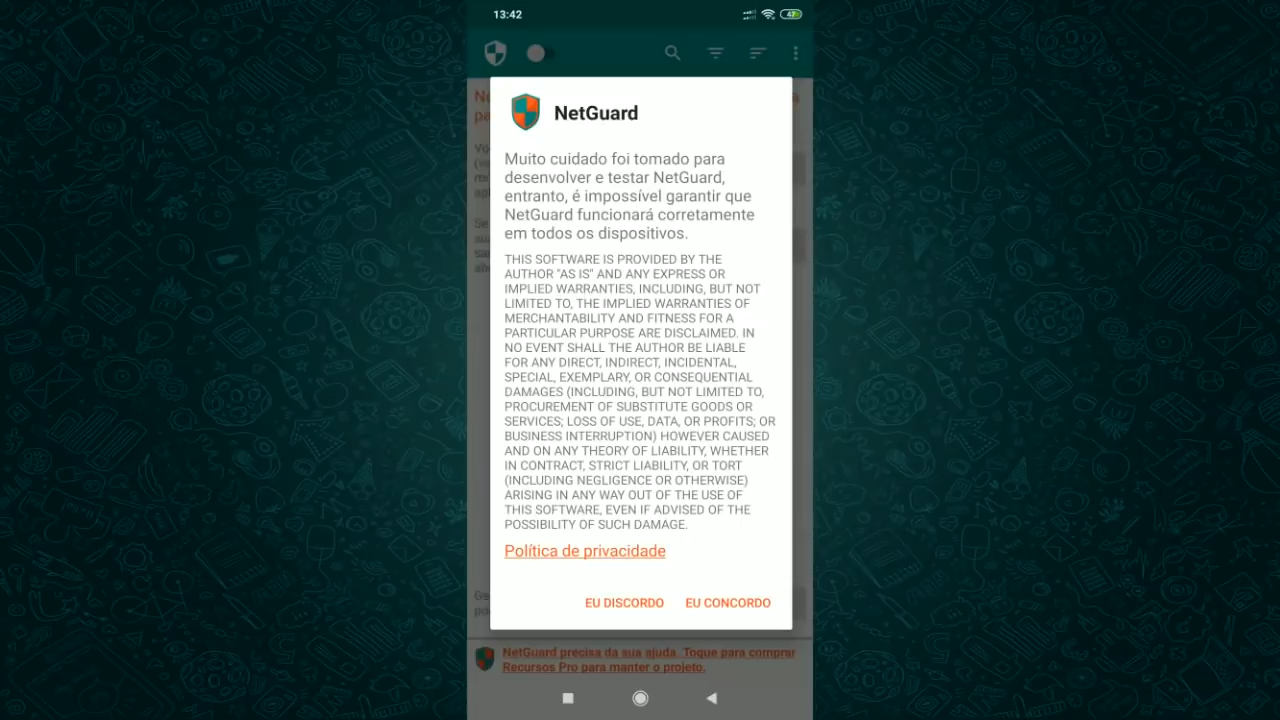 13:42
47
NetGuard
Muito cuidado foi tomado para
desenvolver e testar NetGuard,
entranto, é impossível garantir que
NetGuard funcionará corretamente
em todos os dispositivos.
THIS SOFTWARE IS PROVIDED BY THE
AUTHOR "AS IS" AND ANY EXPRESS OR
IMPLIED WARRANTIES, INCLUDING, BUT NOT
LIMITED TO, THE IMPLIED WARRANTIES OF
MERCHANTABILITY AND FITNESS FOR A
PARTICULAR PURPOSE ARE DISCLAIMED. IN
NO EVENT SHALL THE AUTHOR BE LIABLE
FOR ANY DIRECT, INDIRECT, INCIDENTAL,
SPECIAL, EXEMPLARY, OR CONSEQUENTIAL
DAMAGES (INCLUDING, BUT NOT LIMITED TO,
PROCUREMENT OF SUBSTITUTE GOODS OR
SERVICES; LOSS OF USE, DATA, OR PROFITS; OR
BUSINESS INTERRUPTION) HOWEVER CAUSED
AND ON ANY THEORY OF LIABILITY, WHETHER
IN CONTRACT, STRICT LIABILITY, OR TORT
(INCLUDING NEGLIGENCE OR OTHERWISE)
ARISING IN ANY WAY OUT OF THE USE OF
THIS SOFTWARE, EVEN IF ADVISED OF THE
POSSIBILITY OF SUCH DAMAGE.
Política de privacidade
EU DISCORDO EU CONCORDO
NetGuard precisa da sua ajuda. Toque para comprar
Recursos Pro para manter o projeto.